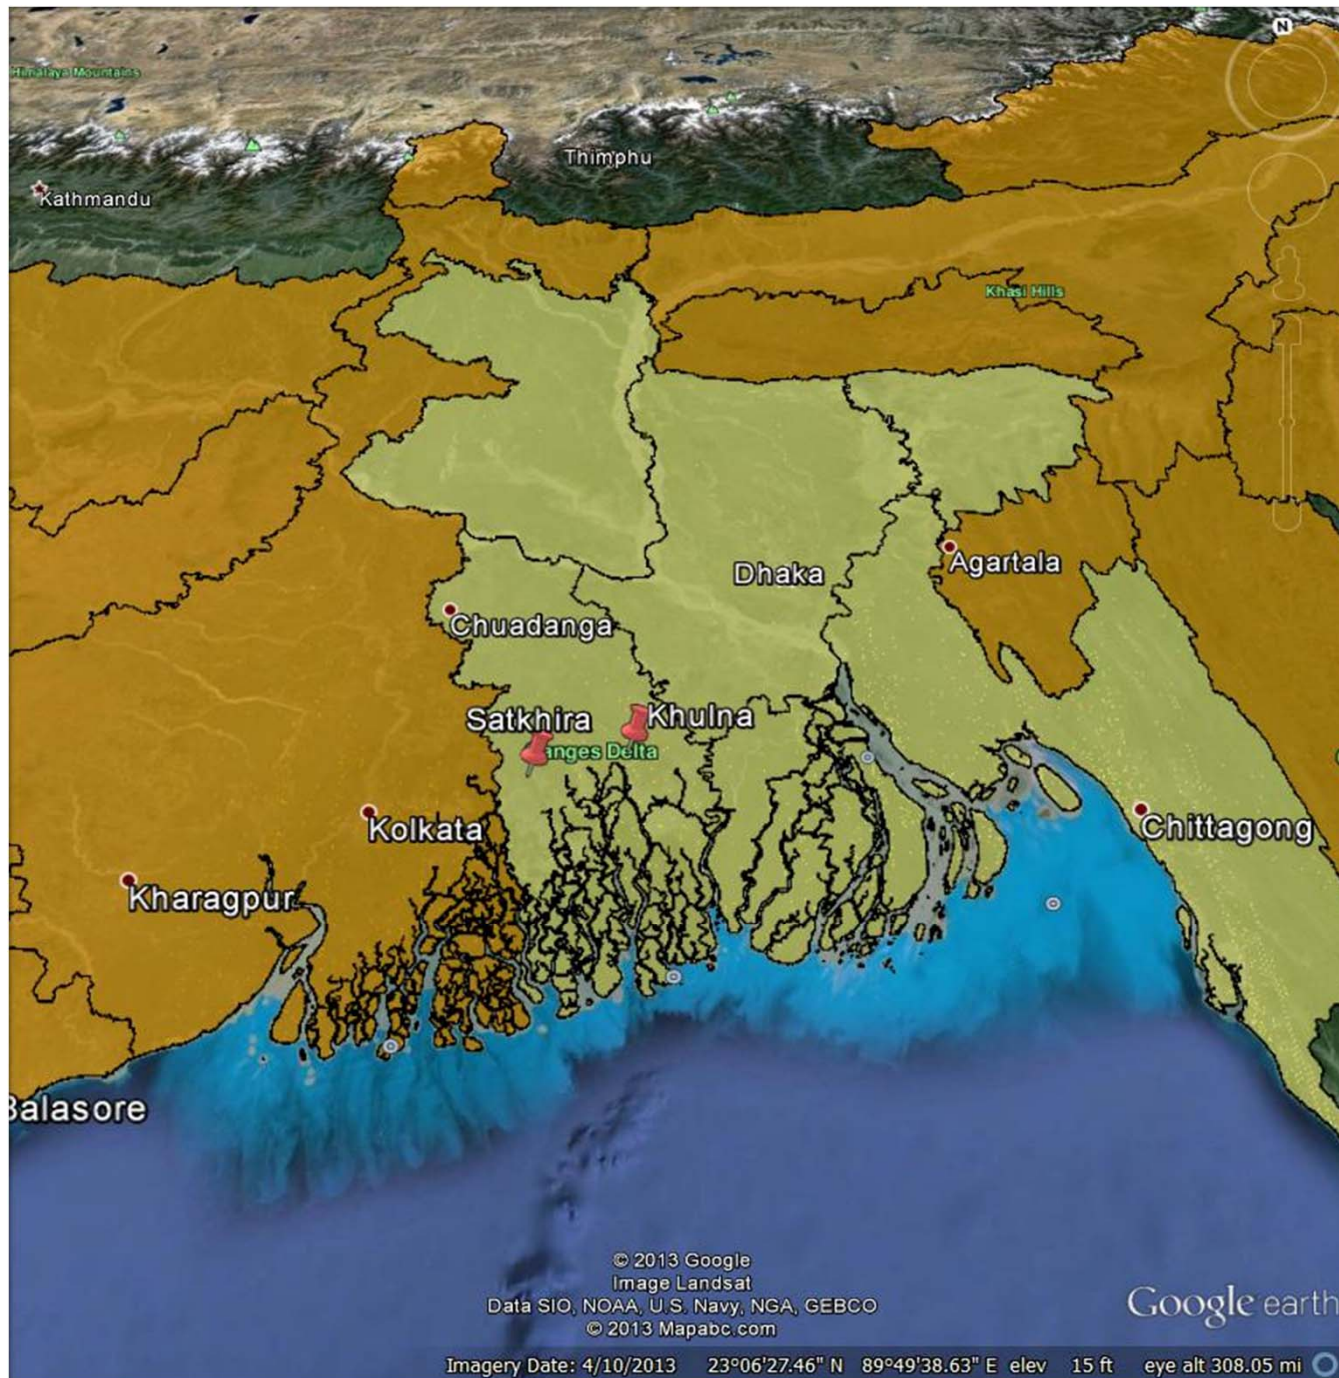 N
Himalaya Mountains
Thimphu
Kathmandu
Khasi Hills
Dhaka
Agartala
Chuadanga
Satkhira
Khulna
anges Delta
Kolkata
Chittagong
Kharagpur
Balasore
© 2013 Google
Image Landsat
Data SIO, NOAA, U.S. Navy, NGA, GEBCO
© 2013 Mapabc.com
Google earth
Imagery Date: 4/10/2013 23°06'27.46" N 89°49'38.63" E elev 15 ft eye alt 308.05 mi